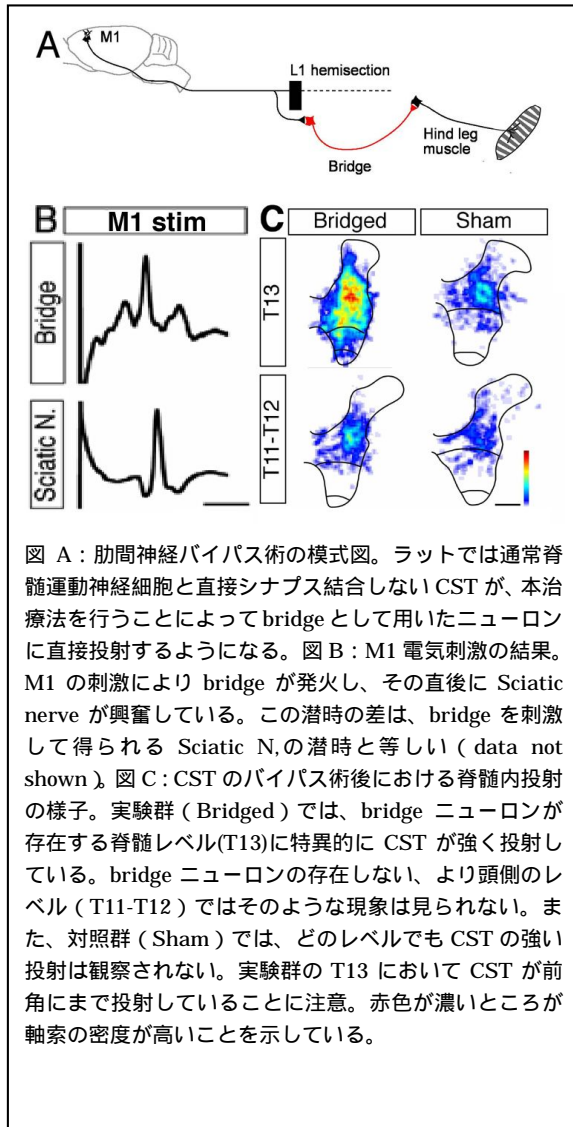 A
M1
L1 hemisection
Hind leg
muscle
Bridge
B
M1 stim
C
Bridged
Sham
Bridge
T13
Sciatic N.
T11-T12
図 A：肋間神経バイパス術の模式図。ラットでは通常脊
髄運動神経細胞と直接シナプス結合しない CST が、本治
療法を行うことによって bridge として用いたニューロン
に直接投射するようになる。図 B：M1 電気刺激の結果。
M1 の刺激により bridge が発火し、その直後に Sciatic
nerve が興奮している。この潜時の差は、bridge を刺激
して得られる Sciatic N,の潜時と等しい（data not
shown）。図 C：CST のバイパス術後における脊髄内投射
の様子。実験群（Bridged）では、bridge ニューロンが
存在する脊髄レベル(T13)に特異的に CST が強く投射し
ている。bridge ニューロンの存在しない、より頭側のレ
ベル（T11-T12）ではそのような現象は見られない。ま
た、対照群（Sham）では、どのレベルでも CST の強い
投射は観察されない。実験群の T13 において CST が前
角にまで投射していることに注意。赤色が濃いところが
軸索の密度が高いことを示している。